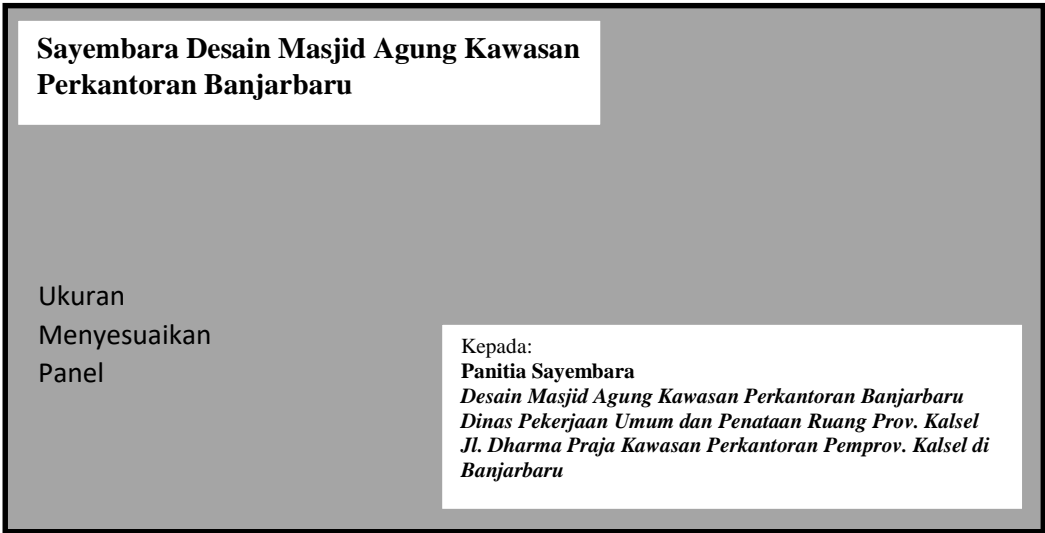 Sayembara Desain Masjid Agung Kawasan
Perkantoran Banjarbaru
Ukuran
Menyesuaikan
Panel
Kepada:
Panitia Sayembara
Desain Masjid Agung Kawasan Perkantoran Banjarbaru
Dinas Pekerjaan Umum dan Penataan Ruang Prov. Kalsel
Jl. Dharma Praja Kawasan Perkantoran Pemprov. Kalsel di
Banjarbaru